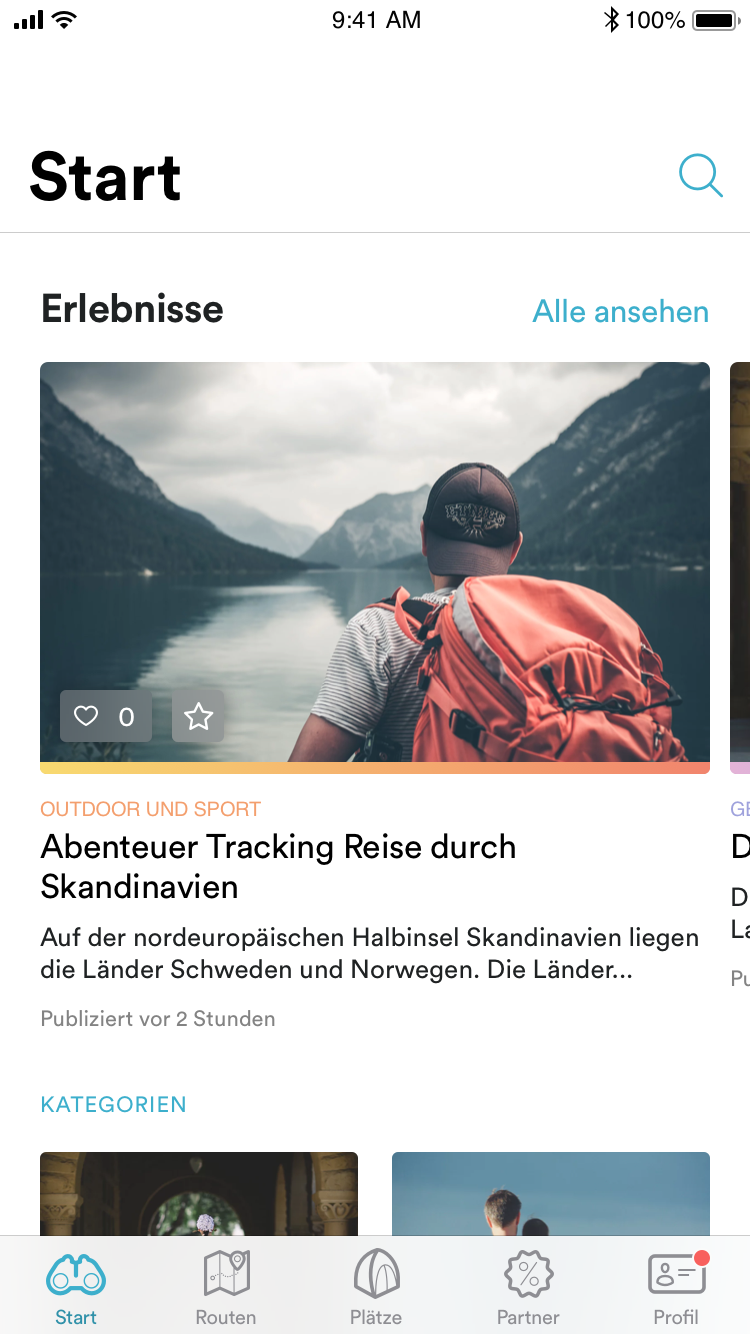 9:41 AM
100%
Start
Erlebnisse
Alle ansehen
ETNIES
0
OUTDOOR UND SPORT
Abenteuer Tracking Reise durch
Skandinavien
Auf der nordeuropäischen Halbinsel Skandinavien liegen
die Länder Schweden und Norwegen. Die Länder...
Publiziert vor 2 Stunden
GE
D
D
La
Pu
KATEGORIEN
Start
Routen
Plätze
Partner
Profil